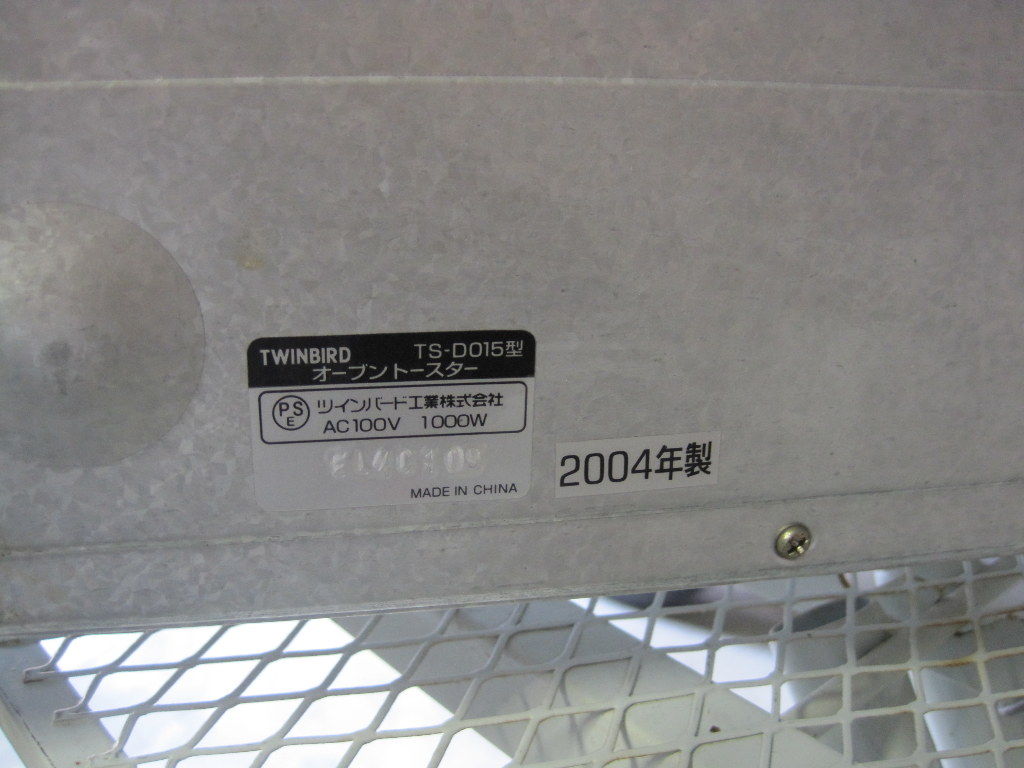 TWINBIRD TS-D015型
オーブントースター
PSE ツインバード工業株式会社
AC100V 1000W
MADE IN CHINA
2004年製